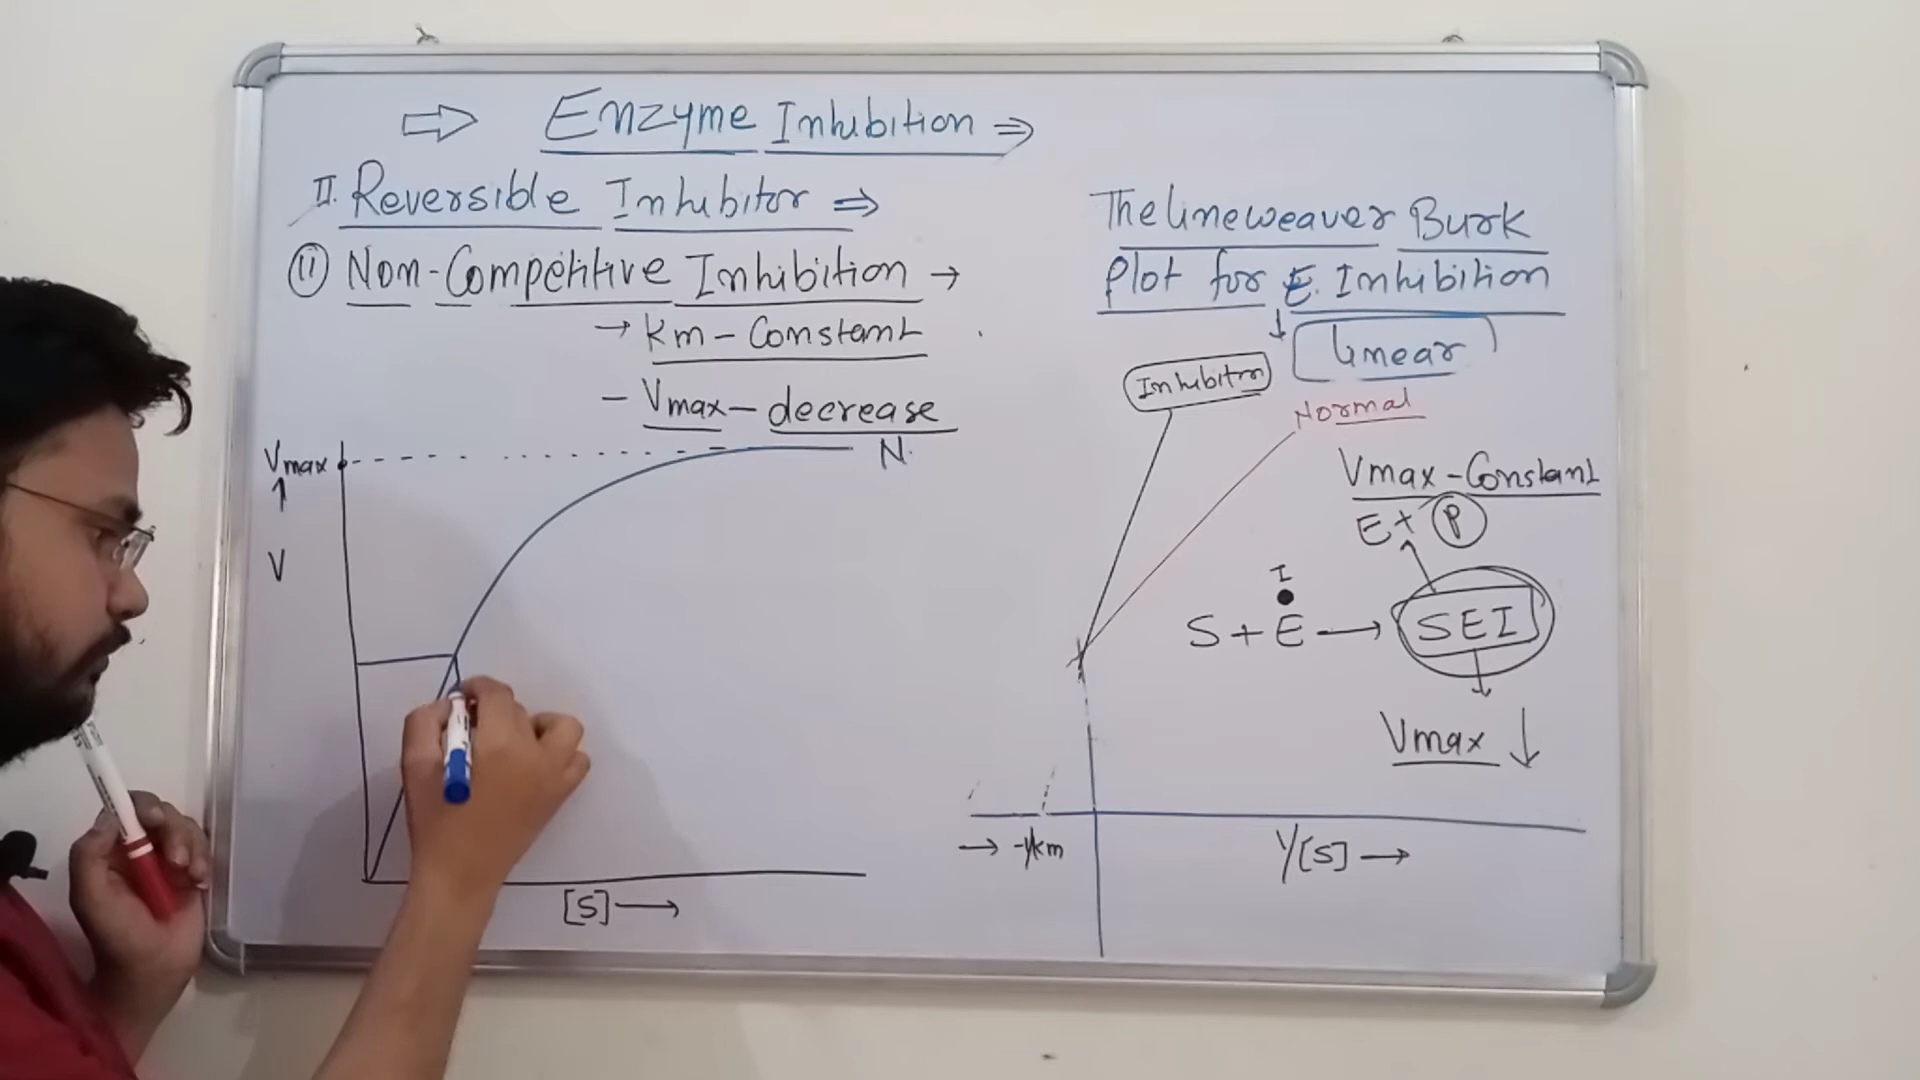 ⇒ Enzyme Inhibition ⇒
II. Reversible Inhibitor ⇒
(ii) Non-Competitive Inhibition →
→ km - Constant
- Vmax - decrease
Vmax
↑
V
N.
[S] →
The lineweaver Burk
Plot for E. Inhibition
↓ linear
Inhibitor
Normal
Vmax - Constant
E + P
I
S + E → SEI
Vmax ↓
→ -1/km
1/[S] →